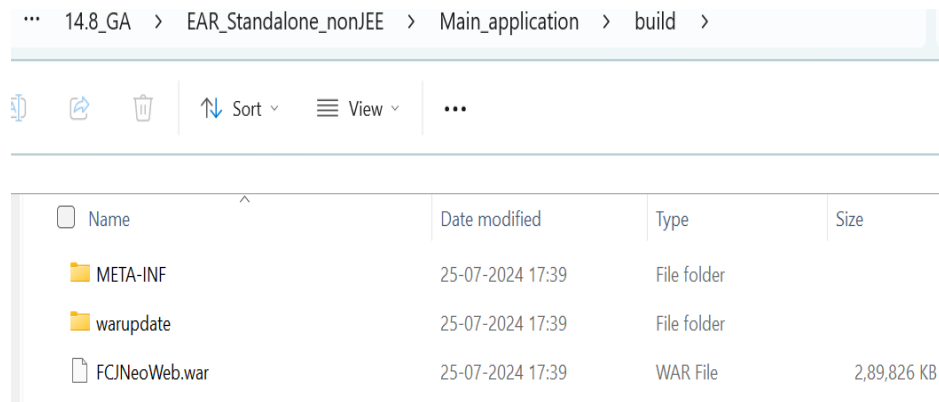 ··· 14.8_GA > EAR_Standalone_nonJEE > Main_application > build >
Sort View ···
Name Date modified Type Size
META-INF 25-07-2024 17:39 File folder
warupdate 25-07-2024 17:39 File folder
FCJNeoWeb.war 25-07-2024 17:39 WAR File 2,89,826 KB